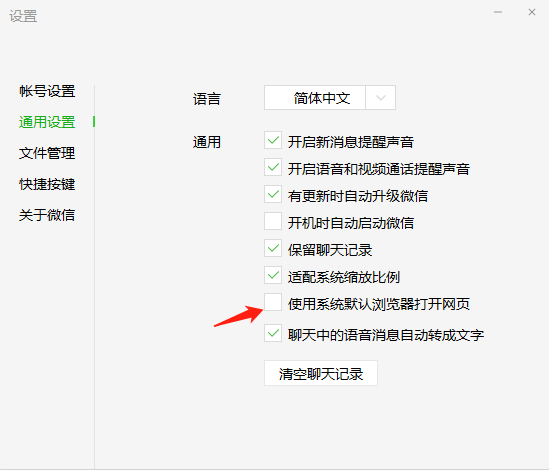 设置
帐号设置
通用设置
文件管理
快捷按键
关于微信
语言
简体中文
通用
开启新消息提醒声音
开启语音和视频通话提醒声音
有更新时自动升级微信
开机时自动启动微信
保留聊天记录
适配系统缩放比例
使用系统默认浏览器打开网页
聊天中的语音消息自动转成文字
清空聊天记录